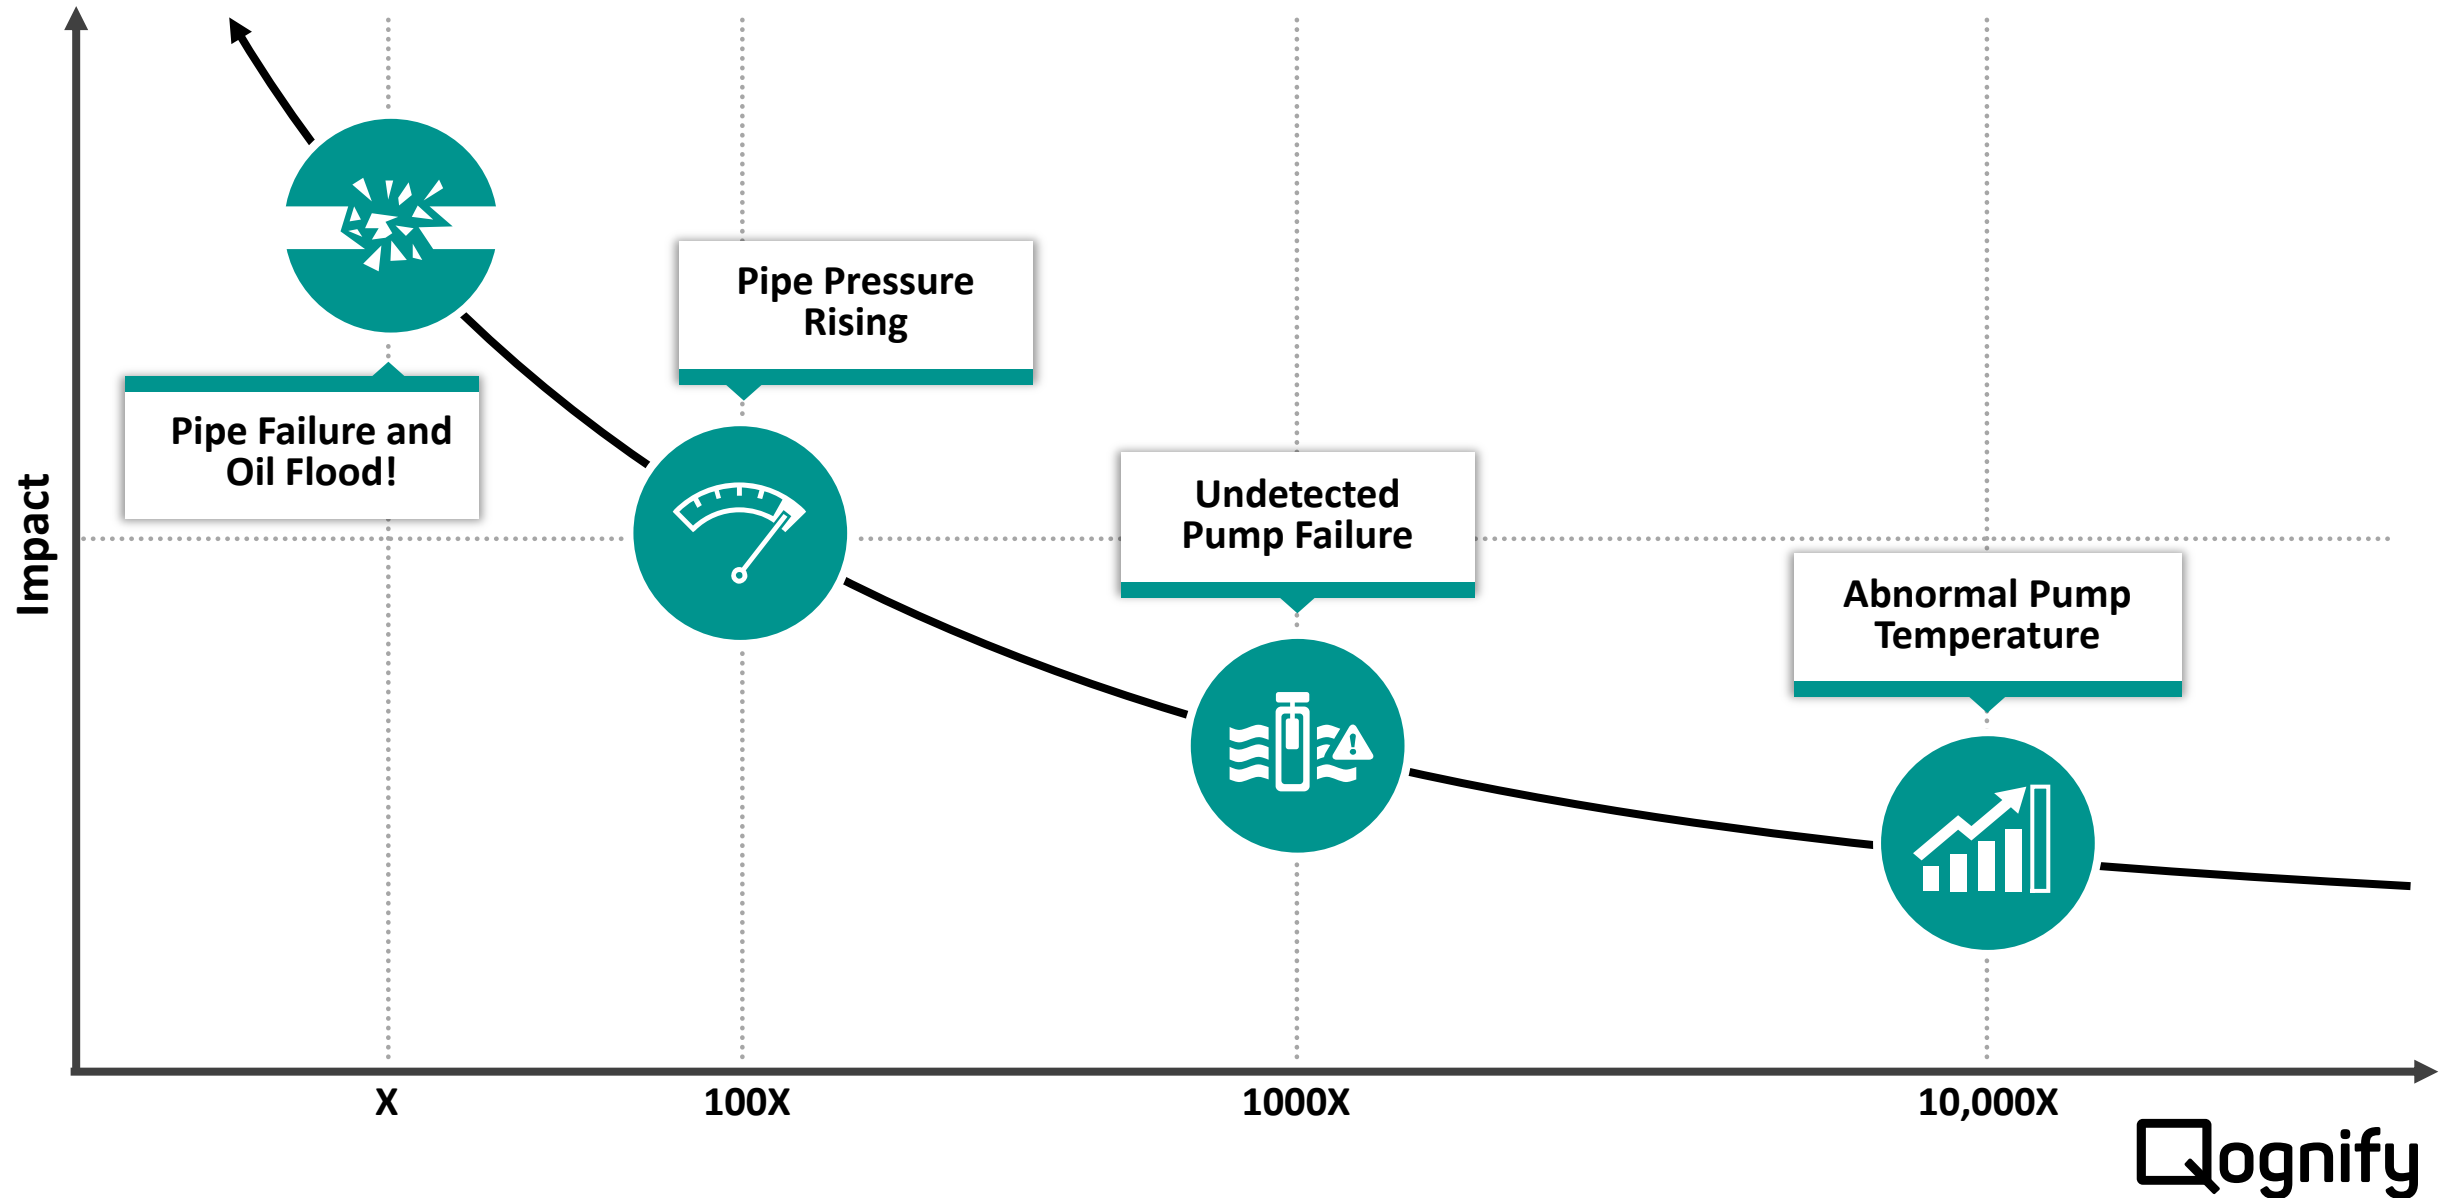 Pipe Pressure
Rising
Pipe Failure and
Oil Flood!
Undetected
Pump Failure
Abnormal Pump
Temperature
Impact
X
100X
1000X
10,000X
Qognify